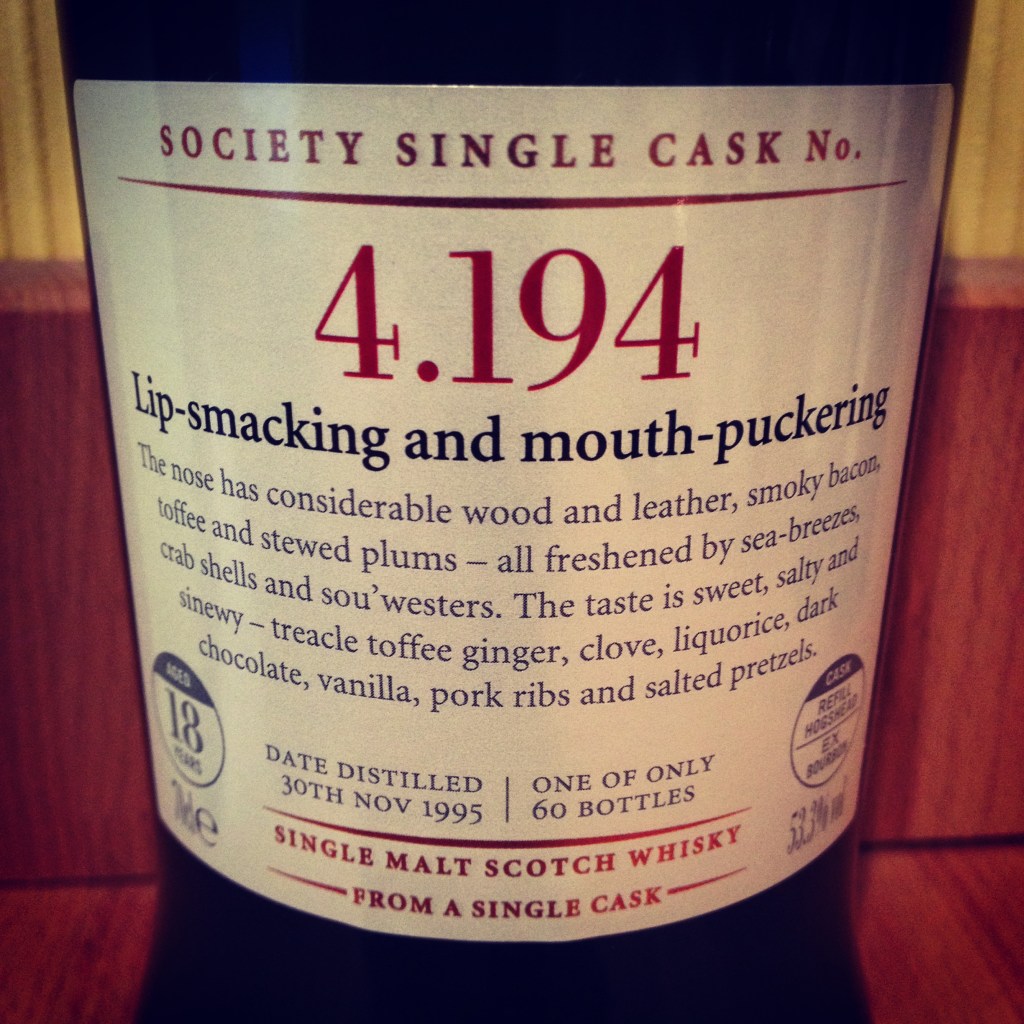 SOCIETY SINGLE CASK No.
4.194
Lip-smacking and mouth-puckering
The nose has considerable wood and leather, smoky bacon,
toffee and stewed plums – all freshened by sea-breezes,
crab shells and sou'westers. The taste is sweet, salty and
sinewy – treacle toffee ginger, clove, liquorice, dark
chocolate, vanilla, pork ribs and salted pretzels.
AGED
18
YEARS
CASK
REFILL
HOGSHEAD
EX
BOURBON
DATE DISTILLED
30TH NOV 1995
ONE OF ONLY
60 BOTTLES
70cle
53.3% vol
SINGLE MALT SCOTCH WHISKY
FROM A SINGLE CASK